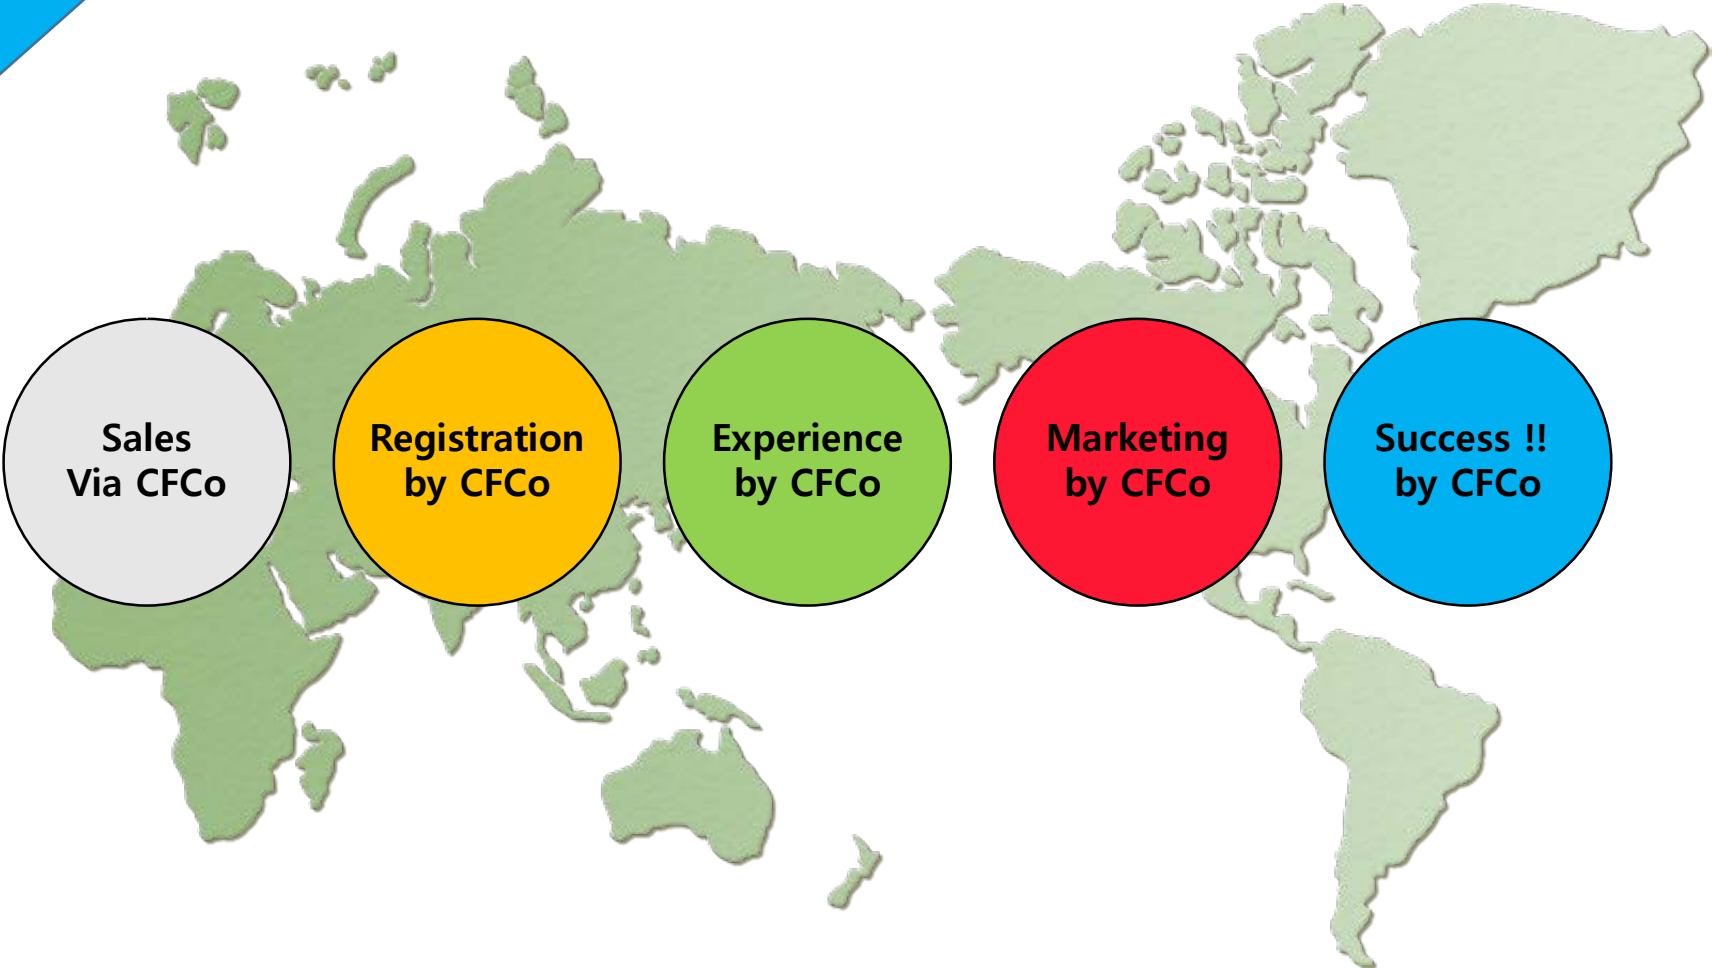 Sales
Via CFCo
Registration
by CFCo
Experience
by CFCo
Marketing
by CFCo
Success !!
by CFCo